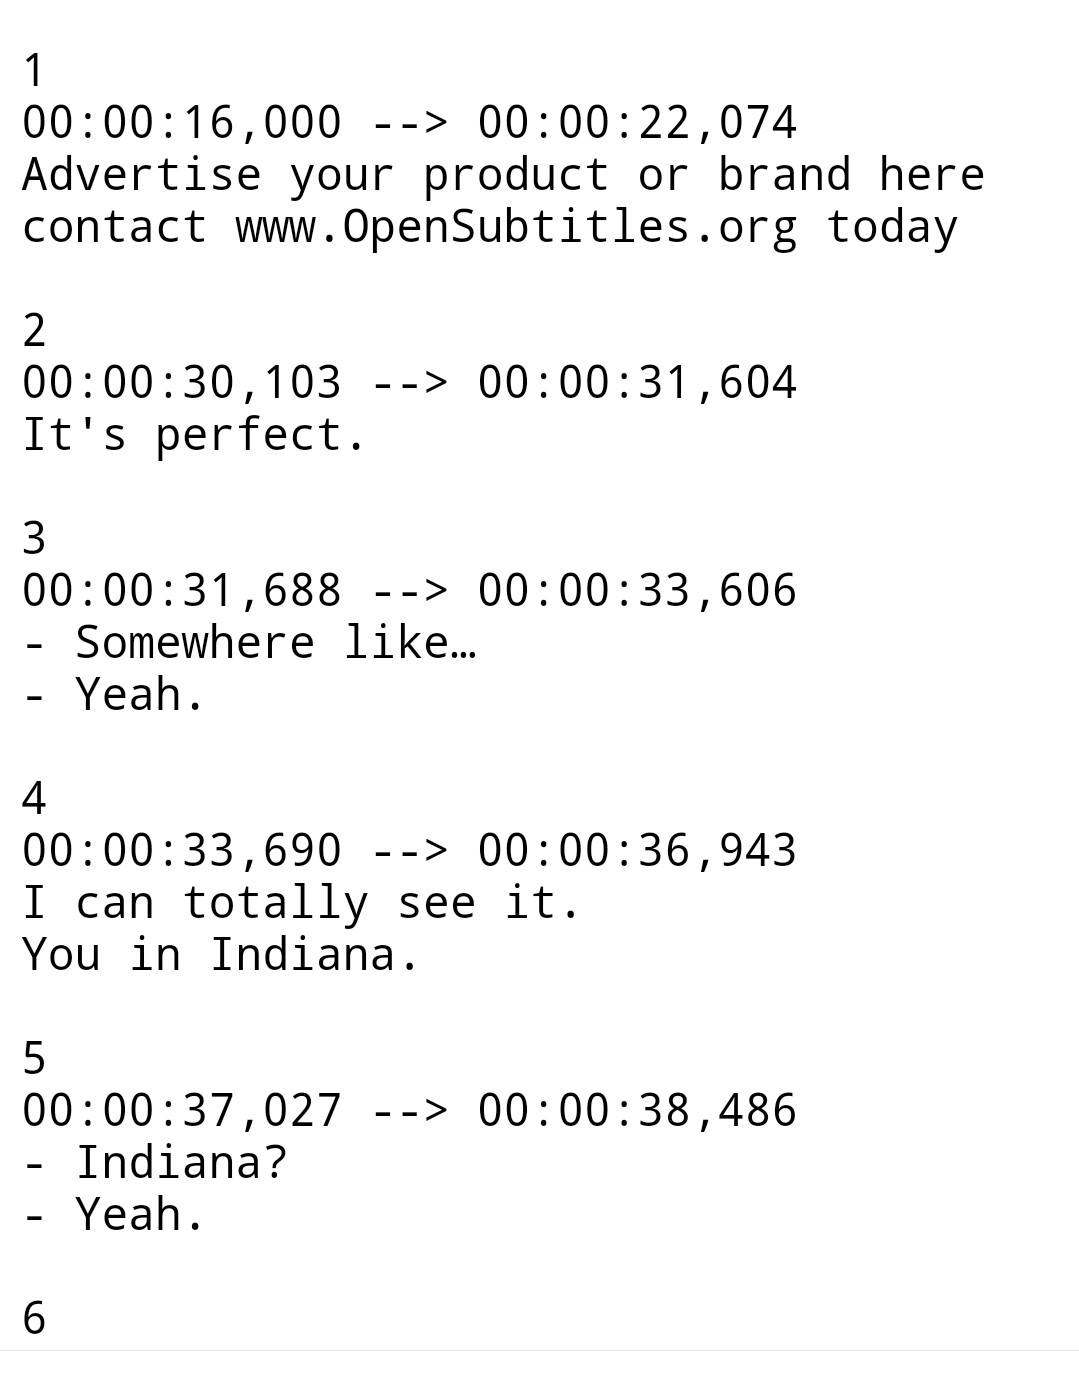 1
00:00:16,000 --> 00:00:22,074
Advertise your product or brand here
contact www.OpenSubtitles.org today

2
00:00:30,103 --> 00:00:31,604
It's perfect.

3
00:00:31,688 --> 00:00:33,606
- Somewhere like…
- Yeah.

4
00:00:33,690 --> 00:00:36,943
I can totally see it.
You in Indiana.

5
00:00:37,027 --> 00:00:38,486
- Indiana?
- Yeah.

6